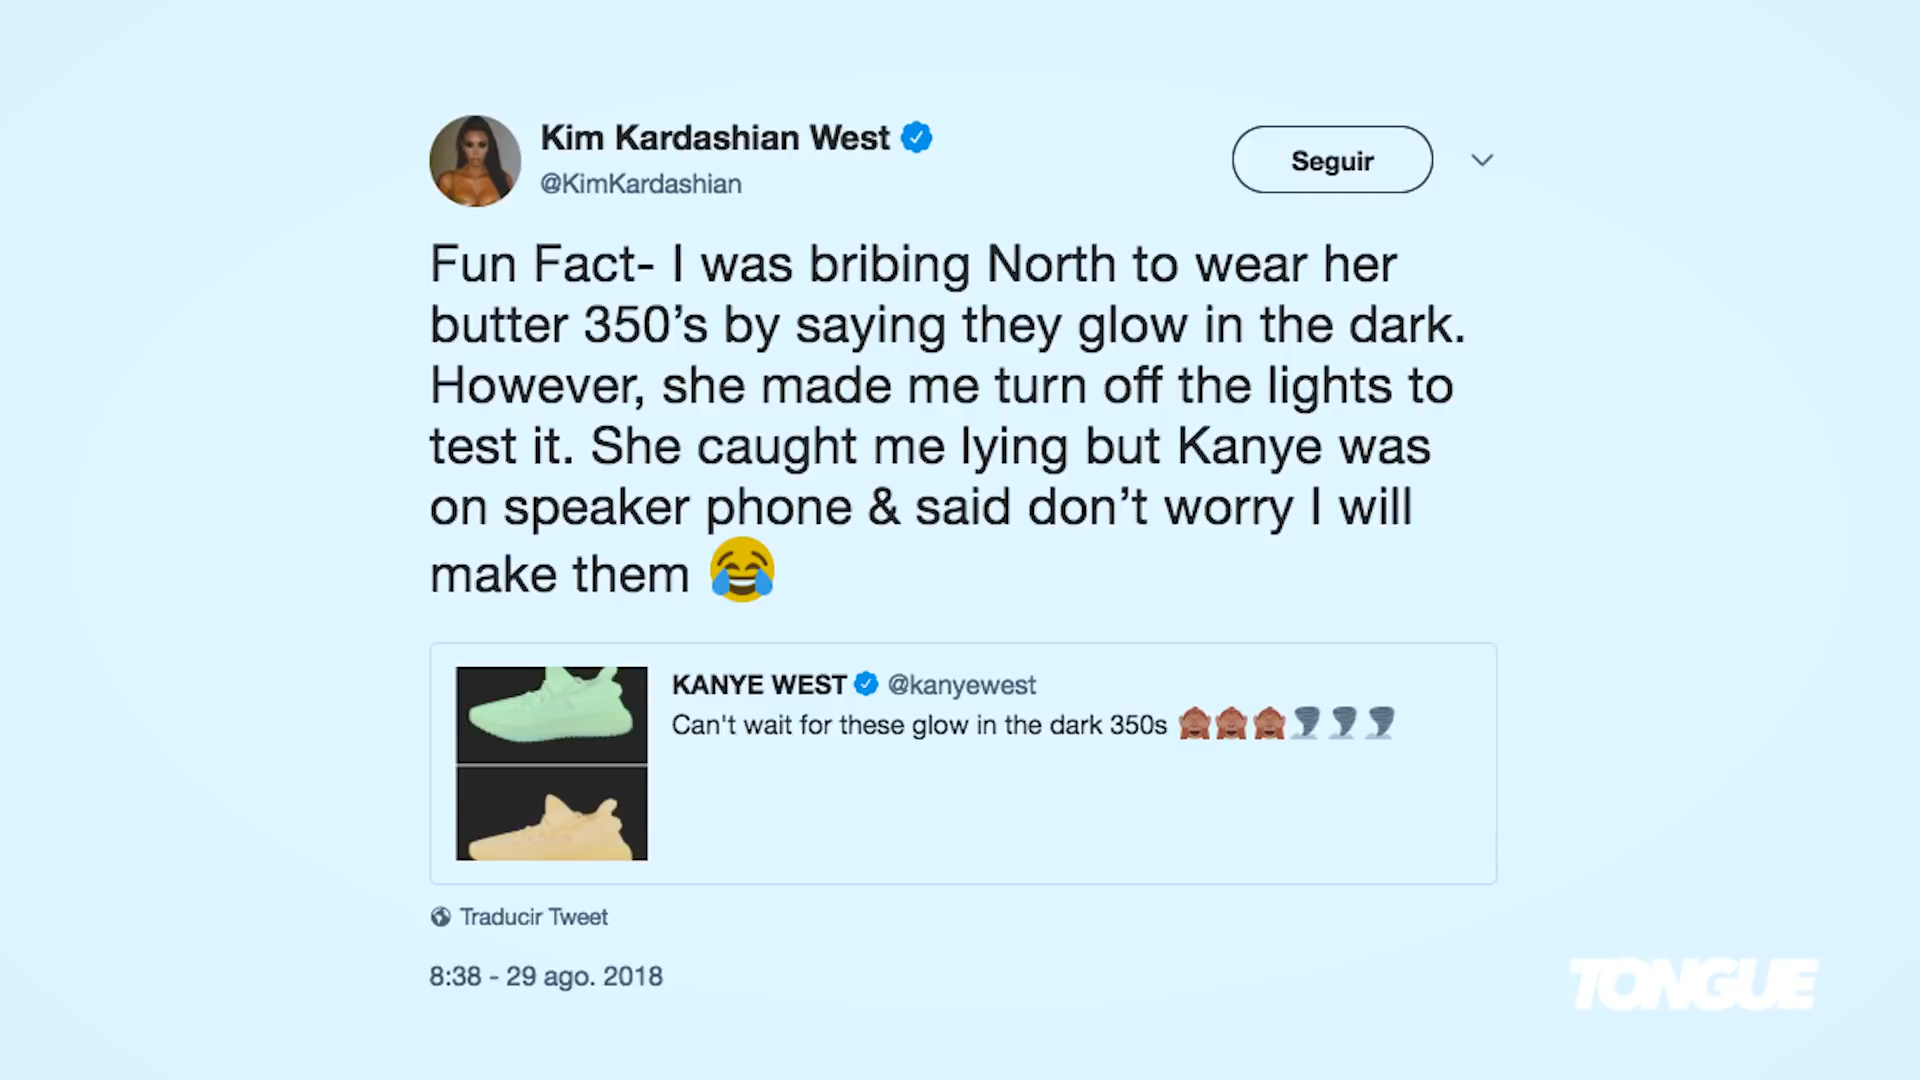 Kim Kardashian West
@KimKardashian
Seguir
Fun Fact- I was bribing North to wear her
butter 350’s by saying they glow in the dark.
However, she made me turn off the lights to
test it. She caught me lying but Kanye was
on speaker phone & said don’t worry I will
make them 😂
KANYE WEST @kanyewest
Can't wait for these glow in the dark 350s 🙈🙈🙈🌪🌪🌪
Traducir Tweet
8:38 - 29 ago. 2018
TONGUE